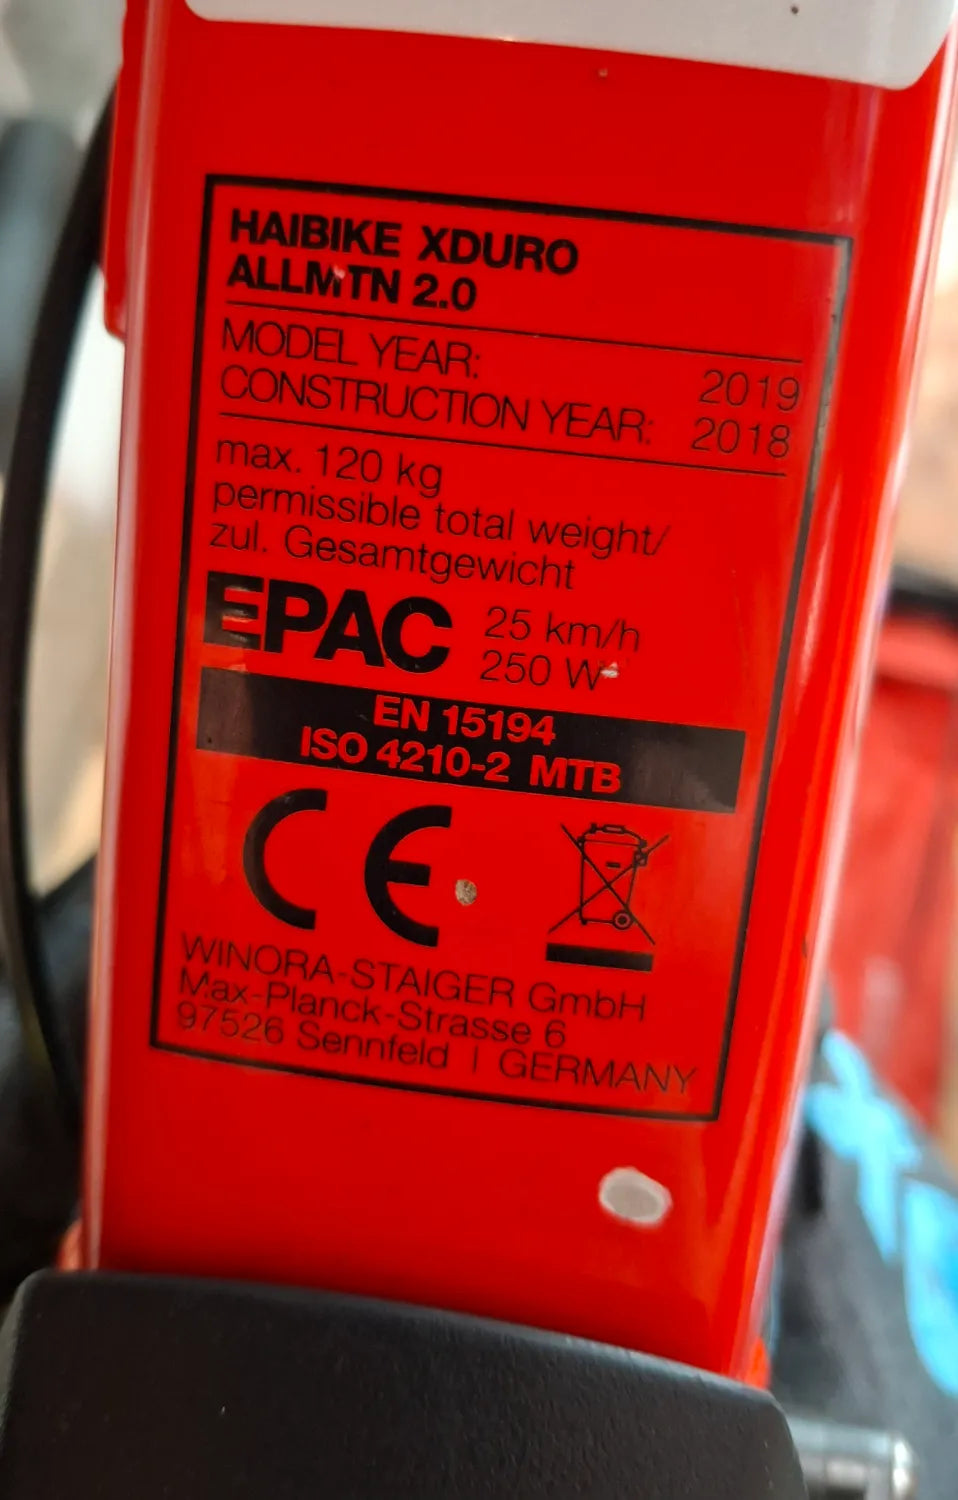 HAIBIKE XDURO
ALLMTN 2.0
MODEL YEAR: 2019
CONSTRUCTION YEAR: 2018
max. 120 kg
permissible total weight/
zul. Gesamtgewicht
EPAC 25 km/h
250 W
EN 15194
ISO 4210-2 MTB
CE
WINORA-STAIGER GmbH
Max-Planck-Strasse 6
97526 Sennfeld | GERMANY